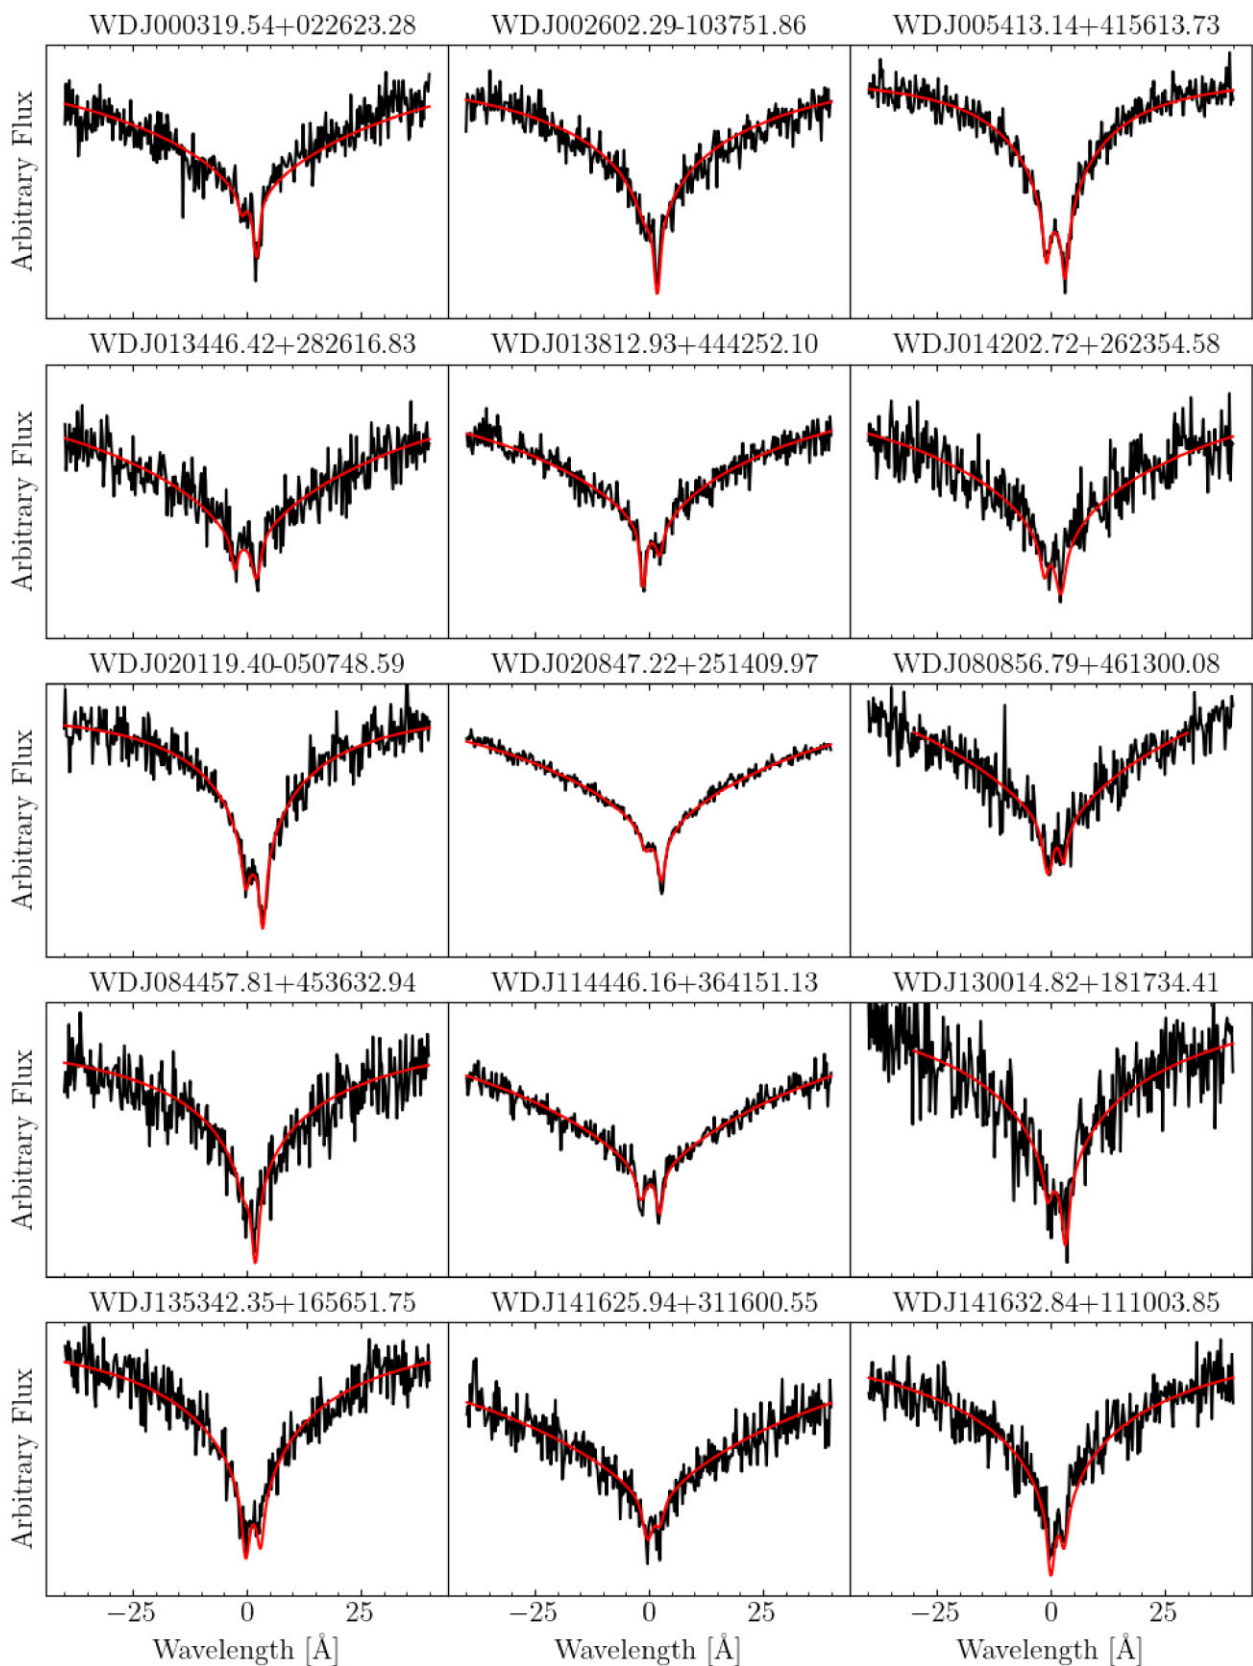 WDJ000319.54+022623.28 WDJ002602.29-103751.86 WDJ005413.14+415613.73
Arbitrary Flux
WDJ013446.42+282616.83 WDJ013812.93+444252.10 WDJ014202.72+262354.58
Arbitrary Flux
WDJ020119.40-050748.59 WDJ020847.22+251409.97 WDJ080856.79+461300.08
Arbitrary Flux
WDJ084457.81+453632.94 WDJ114446.16+364151.13 WDJ130014.82+181734.41
Arbitrary Flux
WDJ135342.35+165651.75 WDJ141625.94+311600.55 WDJ141632.84+111003.85
Arbitrary Flux
−25 0 25 −25 0 25 −25 0 25
Wavelength [Å] Wavelength [Å] Wavelength [Å]